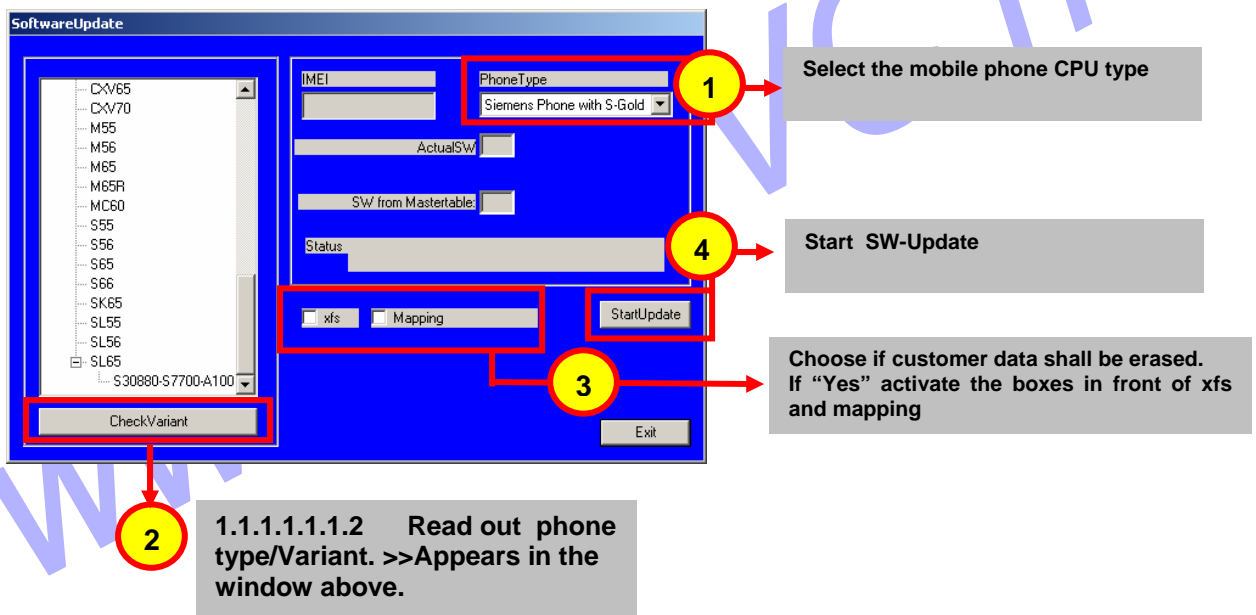 SoftwareUpdate
CXV65
CXV70
M55
M56
M65
M65R
MC60
S55
S56
S65
S66
SK65
SL55
SL56
SL65
S30880-S7700-A100
CheckVariant
IMEI
PhoneType
Siemens Phone with S-Gold
ActualSW
SW from Mastertable:
Status
xfs
Mapping
StartUpdate
Exit
1
Select the mobile phone CPU type
4
Start SW-Update
3
Choose if customer data shall be erased.
If “Yes” activate the boxes in front of xfs
and mapping
2
1.1.1.1.1.1.2 Read out phone
type/Variant. >>Appears in the
window above.